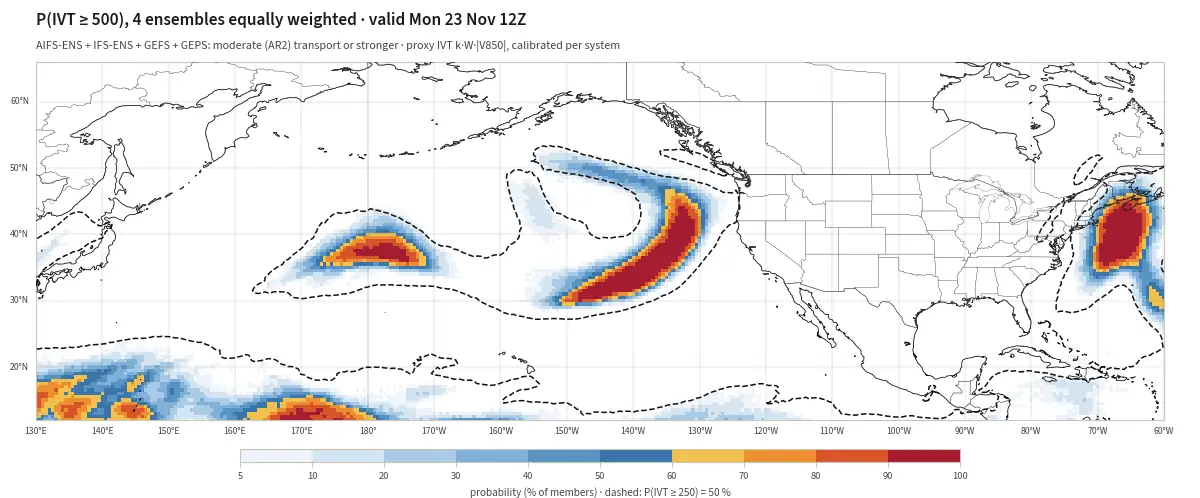 P(IVT ≥ 500), 4 ensembles equally weighted · valid Mon 23 Nov 12Z
AIFS-ENS + IFS-ENS + GEFS + GEPS: moderate (AR2) transport or stronger · proxy IVT k·W·|V850|, calibrated per system
60°N
50°N
40°N
30°N
20°N
130°E 140°E 150°E 160°E 170°E 180° 170°W 160°W 150°W 140°W 130°W 120°W 110°W 100°W 90°W 80°W 70°W 60°W
5 10 20 30 40 50 60 70 80 90 100
probability (% of members) · dashed: P(IVT ≥ 250) = 50 %